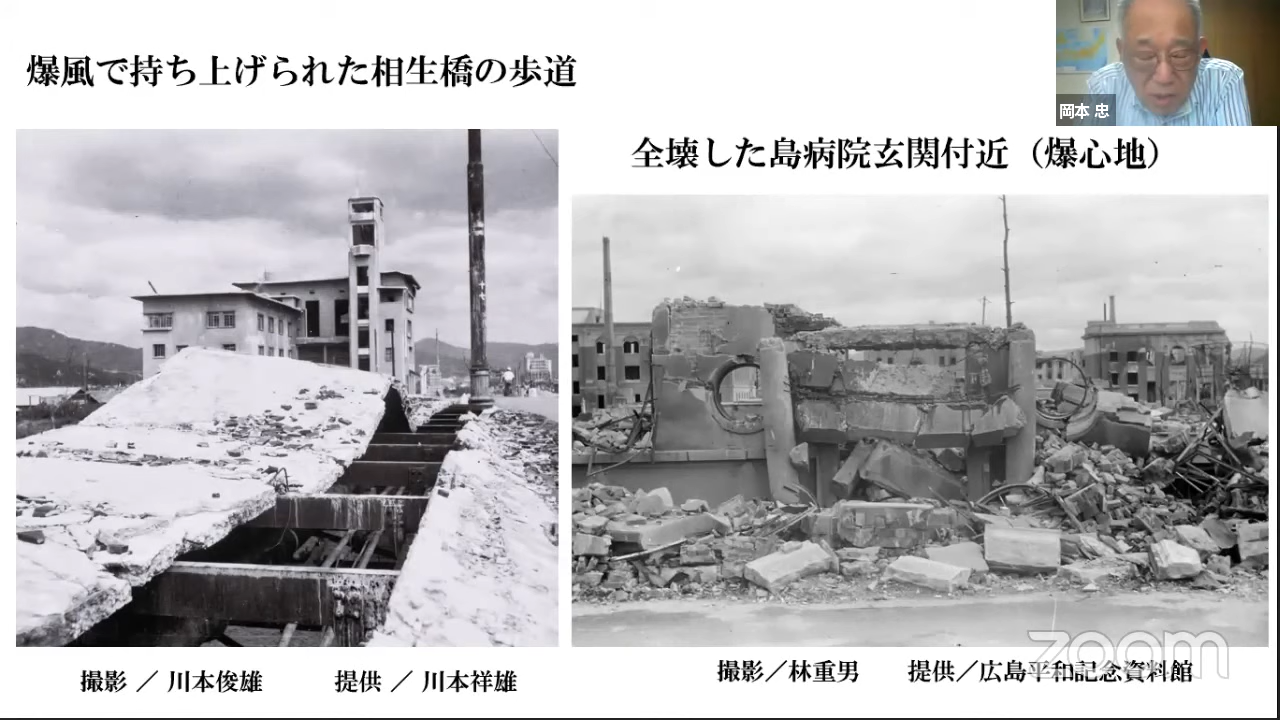 爆風で持ち上げられた相生橋の歩道
岡本 忠
全壊した島病院玄関付近（爆心地）
撮影 ／ 川本俊雄 提供 ／ 川本祥雄
撮影／林重男 提供／広島平和記念資料館
zoom